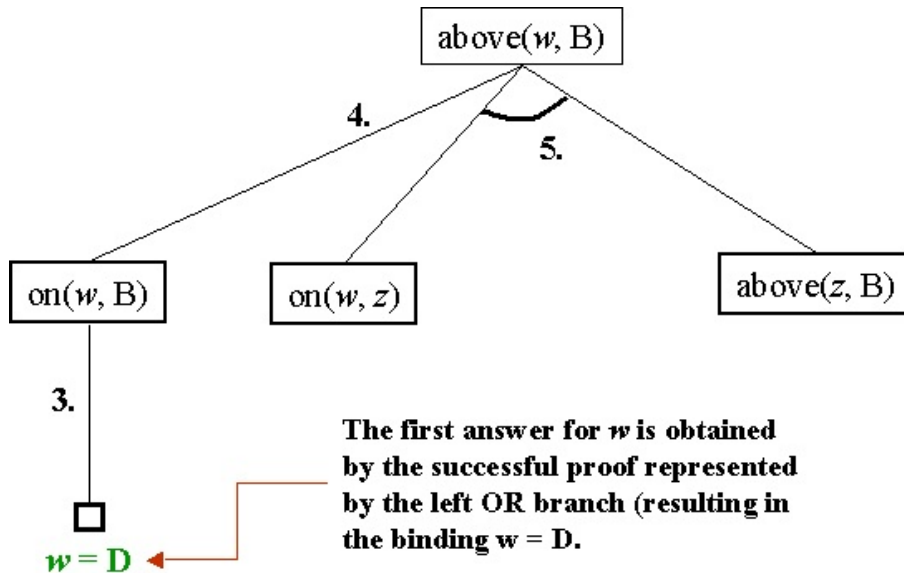 above(w, B)
4.
5.
on(w, B)
on(w, z)
above(z, B)
3.
The first answer for w is obtained
by the successful proof represented
by the left OR branch (resulting in
the binding w = D.
w = D